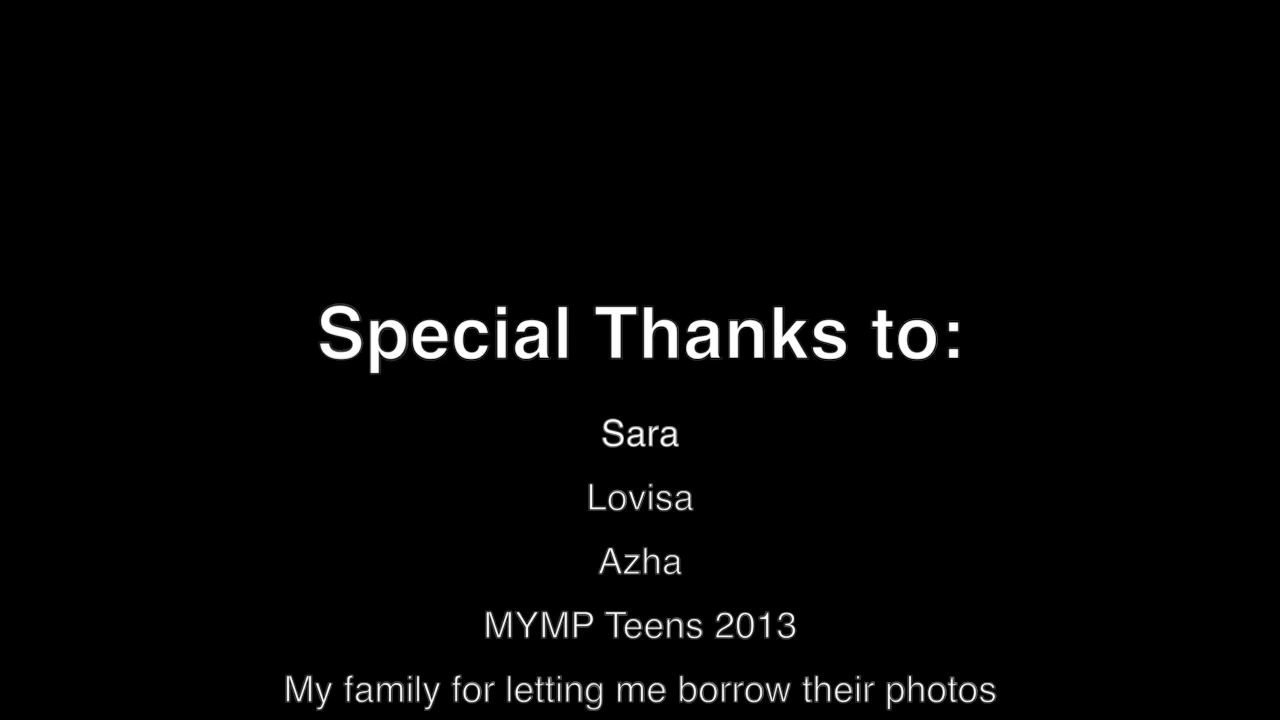 Special Thanks to:
Sara
Lovisa
Azha
MYMP Teens 2013
My family for letting me borrow their photos